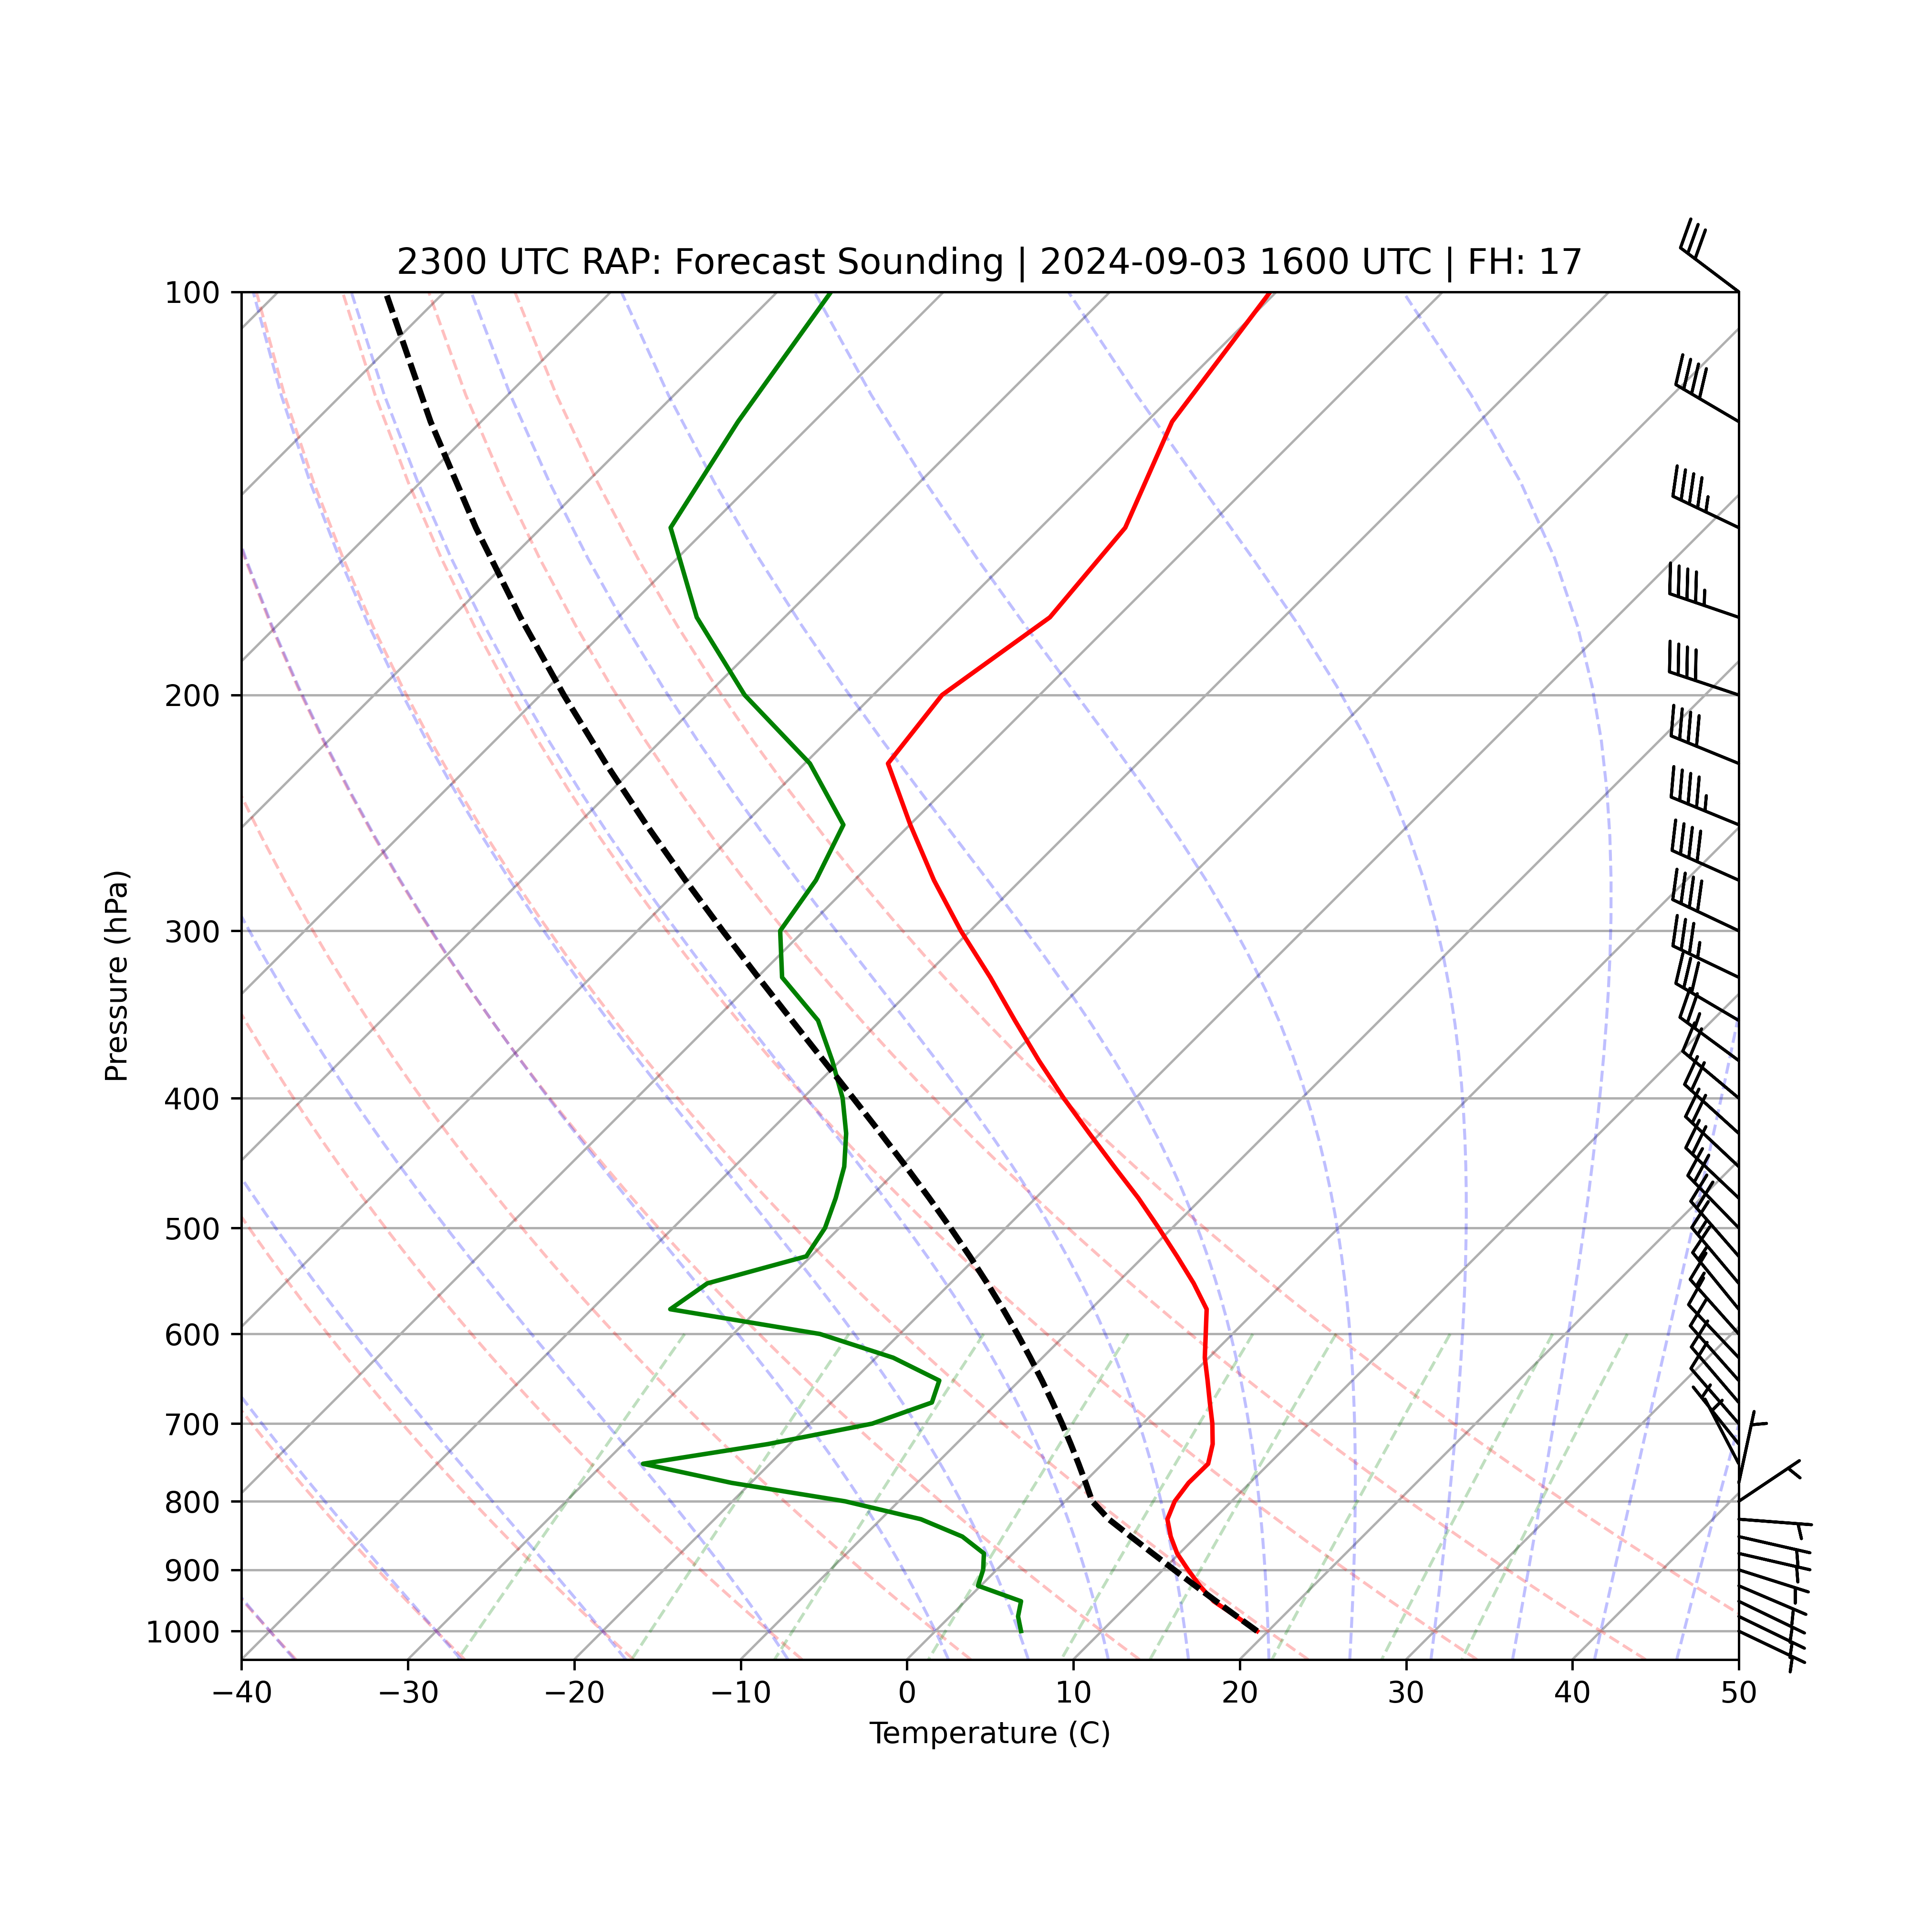 2300 UTC RAP: Forecast Sounding | 2024-09-03 1600 UTC | FH: 17
100
200
300
400
500
600
700
800
900
1000
Pressure (hPa)
−40 −30 −20 −10 0 10 20 30 40 50
Temperature (C)